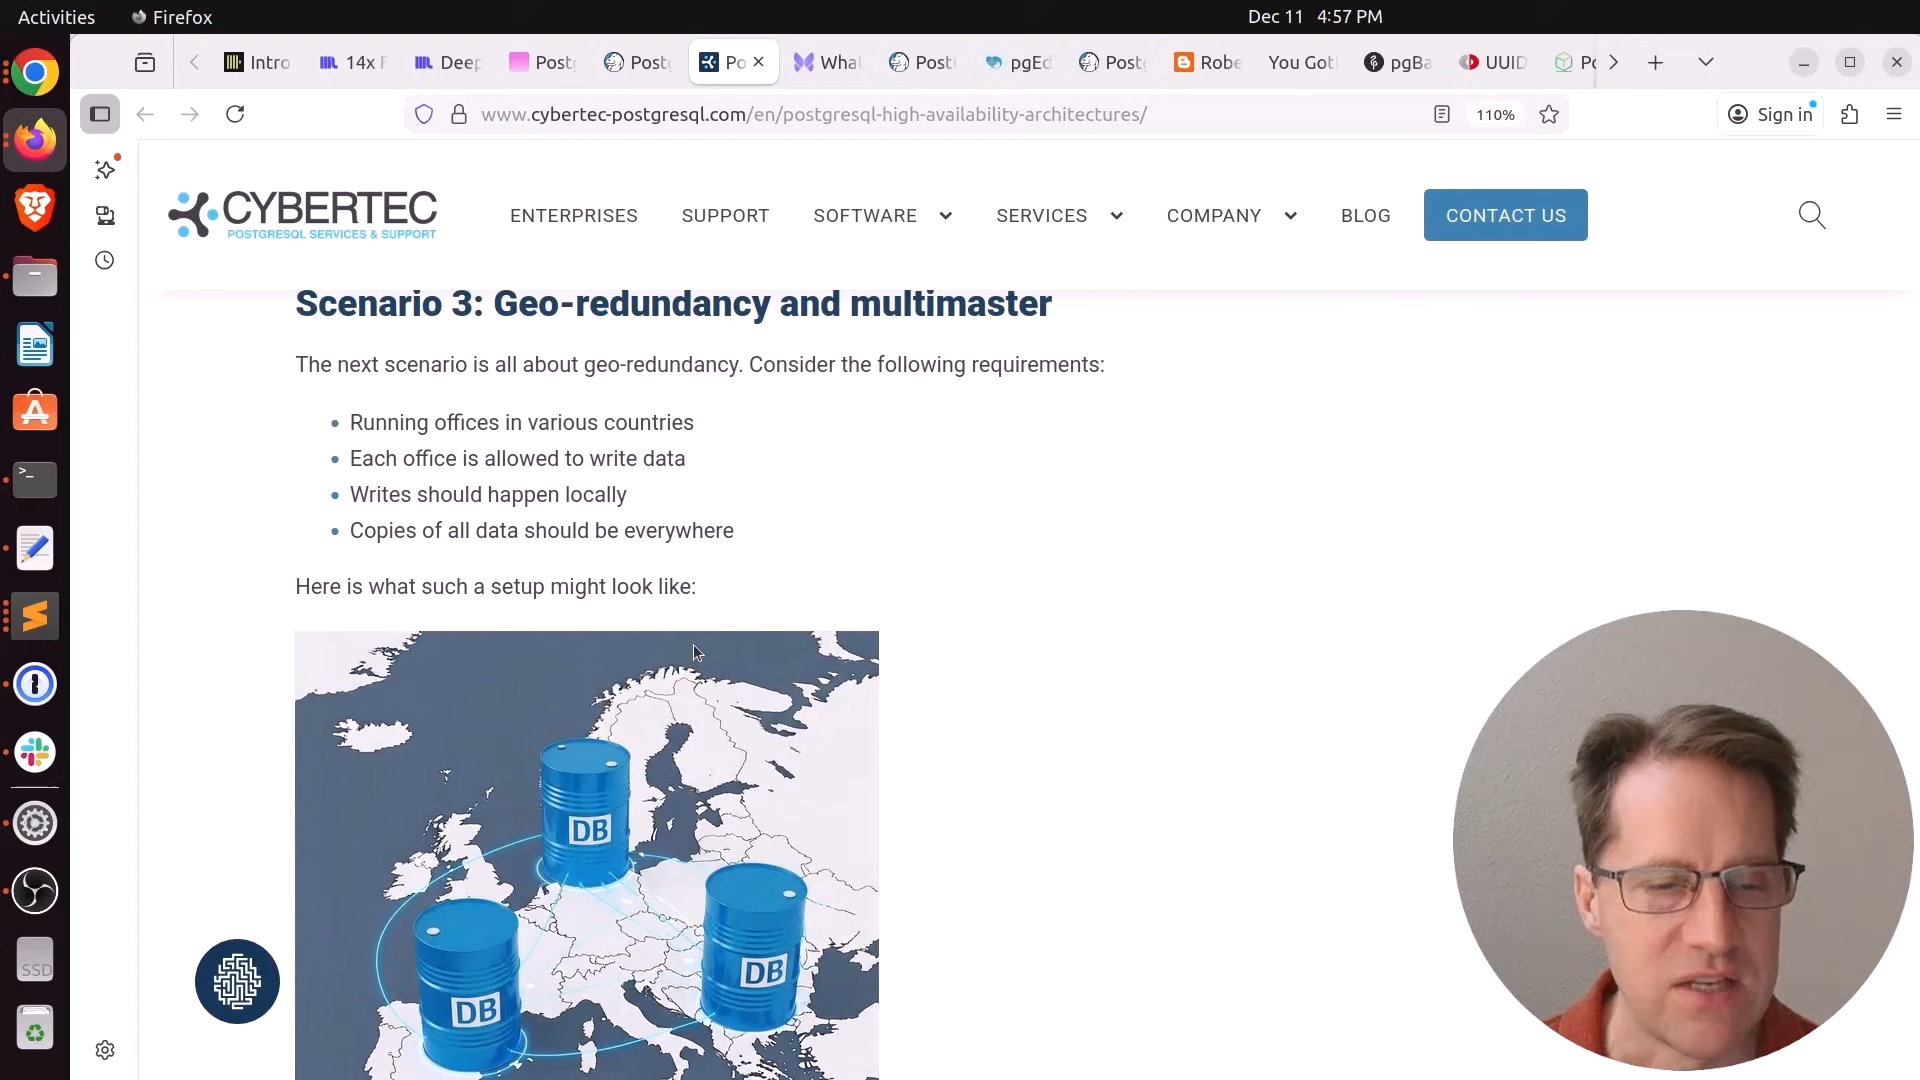 Activities
Firefox
Dec 11 4:57 PM
Intro
14x F
Deep
Post
Post
Po
What
Post
pgEd
Post
Robe
You Got
pgBa
UUID
Po
www.cybertec-postgresql.com/en/postgresql-high-availability-architectures/
110%
Sign in
CYBERTEC
POSTGRESQL SERVICES & SUPPORT
ENTERPRISES
SUPPORT
SOFTWARE
SERVICES
COMPANY
BLOG
CONTACT US
Scenario 3: Geo-redundancy and multimaster
The next scenario is all about geo-redundancy. Consider the following requirements:
• Running offices in various countries
• Each office is allowed to write data
• Writes should happen locally
• Copies of all data should be everywhere
Here is what such a setup might look like:
DB
DB
DB
SSD